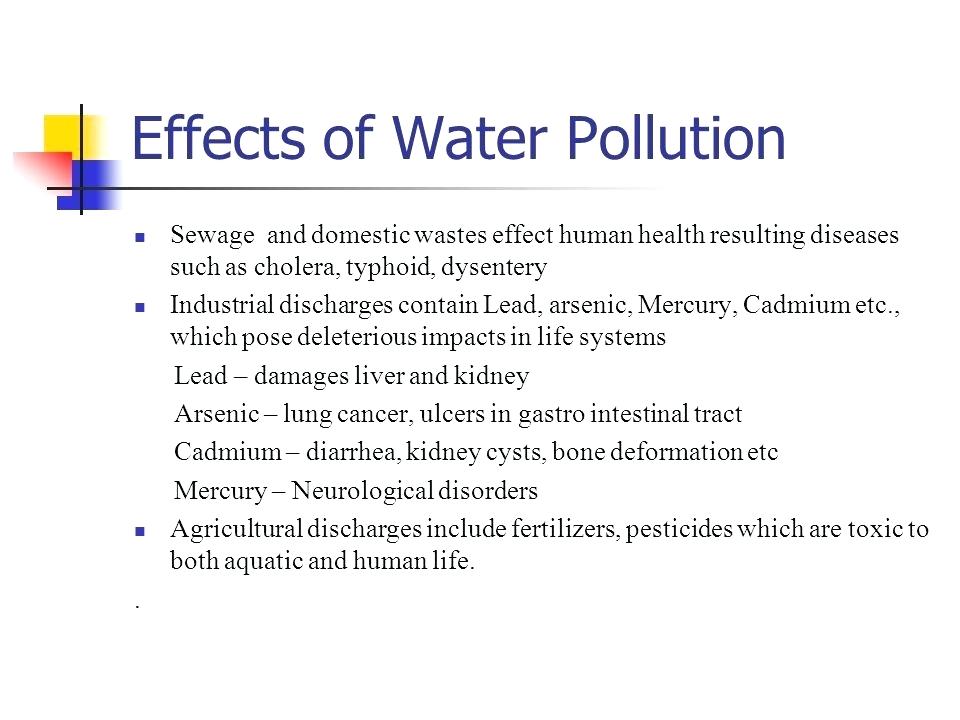 Effects of Water Pollution
Sewage and domestic wastes effect human health resulting diseases
such as cholera, typhoid, dysentery
Industrial discharges contain Lead, arsenic, Mercury, Cadmium etc.,
which pose deleterious impacts in life systems
Lead – damages liver and kidney
Arsenic – lung cancer, ulcers in gastro intestinal tract
Cadmium – diarrhea, kidney cysts, bone deformation etc
Mercury – Neurological disorders
Agricultural discharges include fertilizers, pesticides which are toxic to
both aquatic and human life.
.